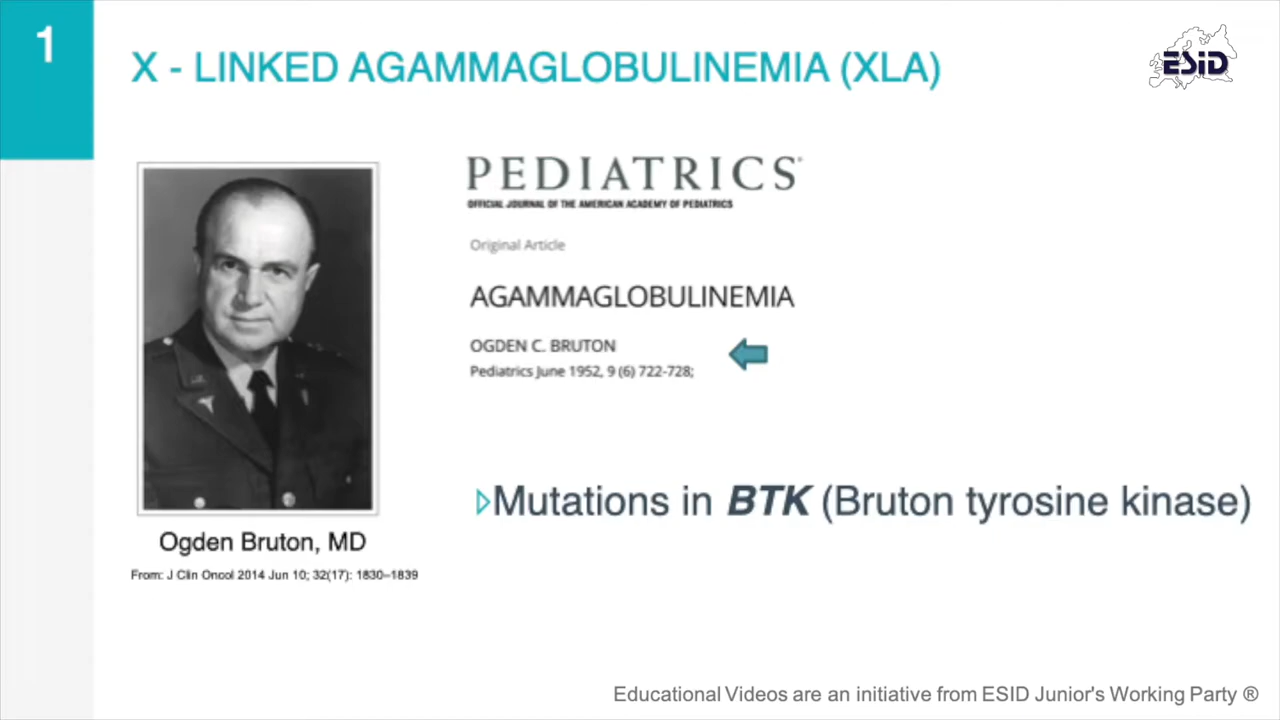 1
X - LINKED AGAMMAGLOBULINEMIA (XLA)
ESID
PEDIATRICS®
OFFICIAL JOURNAL OF THE AMERICAN ACADEMY OF PEDIATRICS
Original Article
AGAMMAGLOBULINEMIA
OGDEN C. BRUTON
Pediatrics June 1952, 9 (6) 722-728;
Mutations in BTK (Bruton tyrosine kinase)
Ogden Bruton, MD
From: J Clin Oncol 2014 Jun 10; 32(17): 1830–1839
Educational Videos are an initiative from ESID Junior's Working Party ®